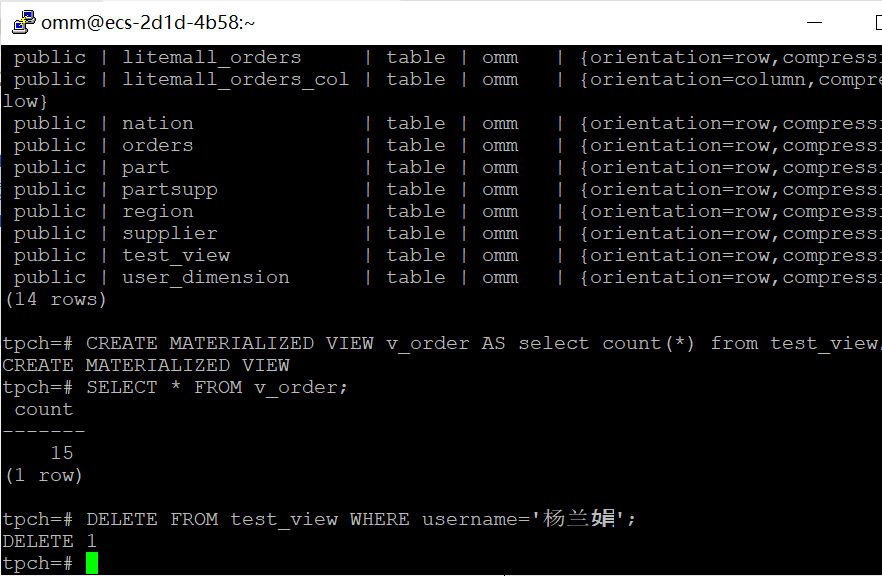 omm@ecs-2d1d-4b58:~
public | litemall_orders | table | omm | {orientation=row,compressi
public | litemall_orders_col | table | omm | {orientation=column,compre
low}
public | nation | table | omm | {orientation=row,compressi
public | orders | table | omm | {orientation=row,compressi
public | part | table | omm | {orientation=row,compressi
public | partsupp | table | omm | {orientation=row,compressi
public | region | table | omm | {orientation=row,compressi
public | supplier | table | omm | {orientation=row,compressi
public | test_view | table | omm | {orientation=row,compressi
public | user_dimension | table | omm | {orientation=row,compressi
(14 rows)
tpch=# CREATE MATERIALIZED VIEW v_order AS select count(*) from test_view
CREATE MATERIALIZED VIEW
tpch=# SELECT * FROM v_order;
count
-------
15
(1 row)
tpch=# DELETE FROM test_view WHERE username='杨兰娟';
DELETE 1
tpch=#